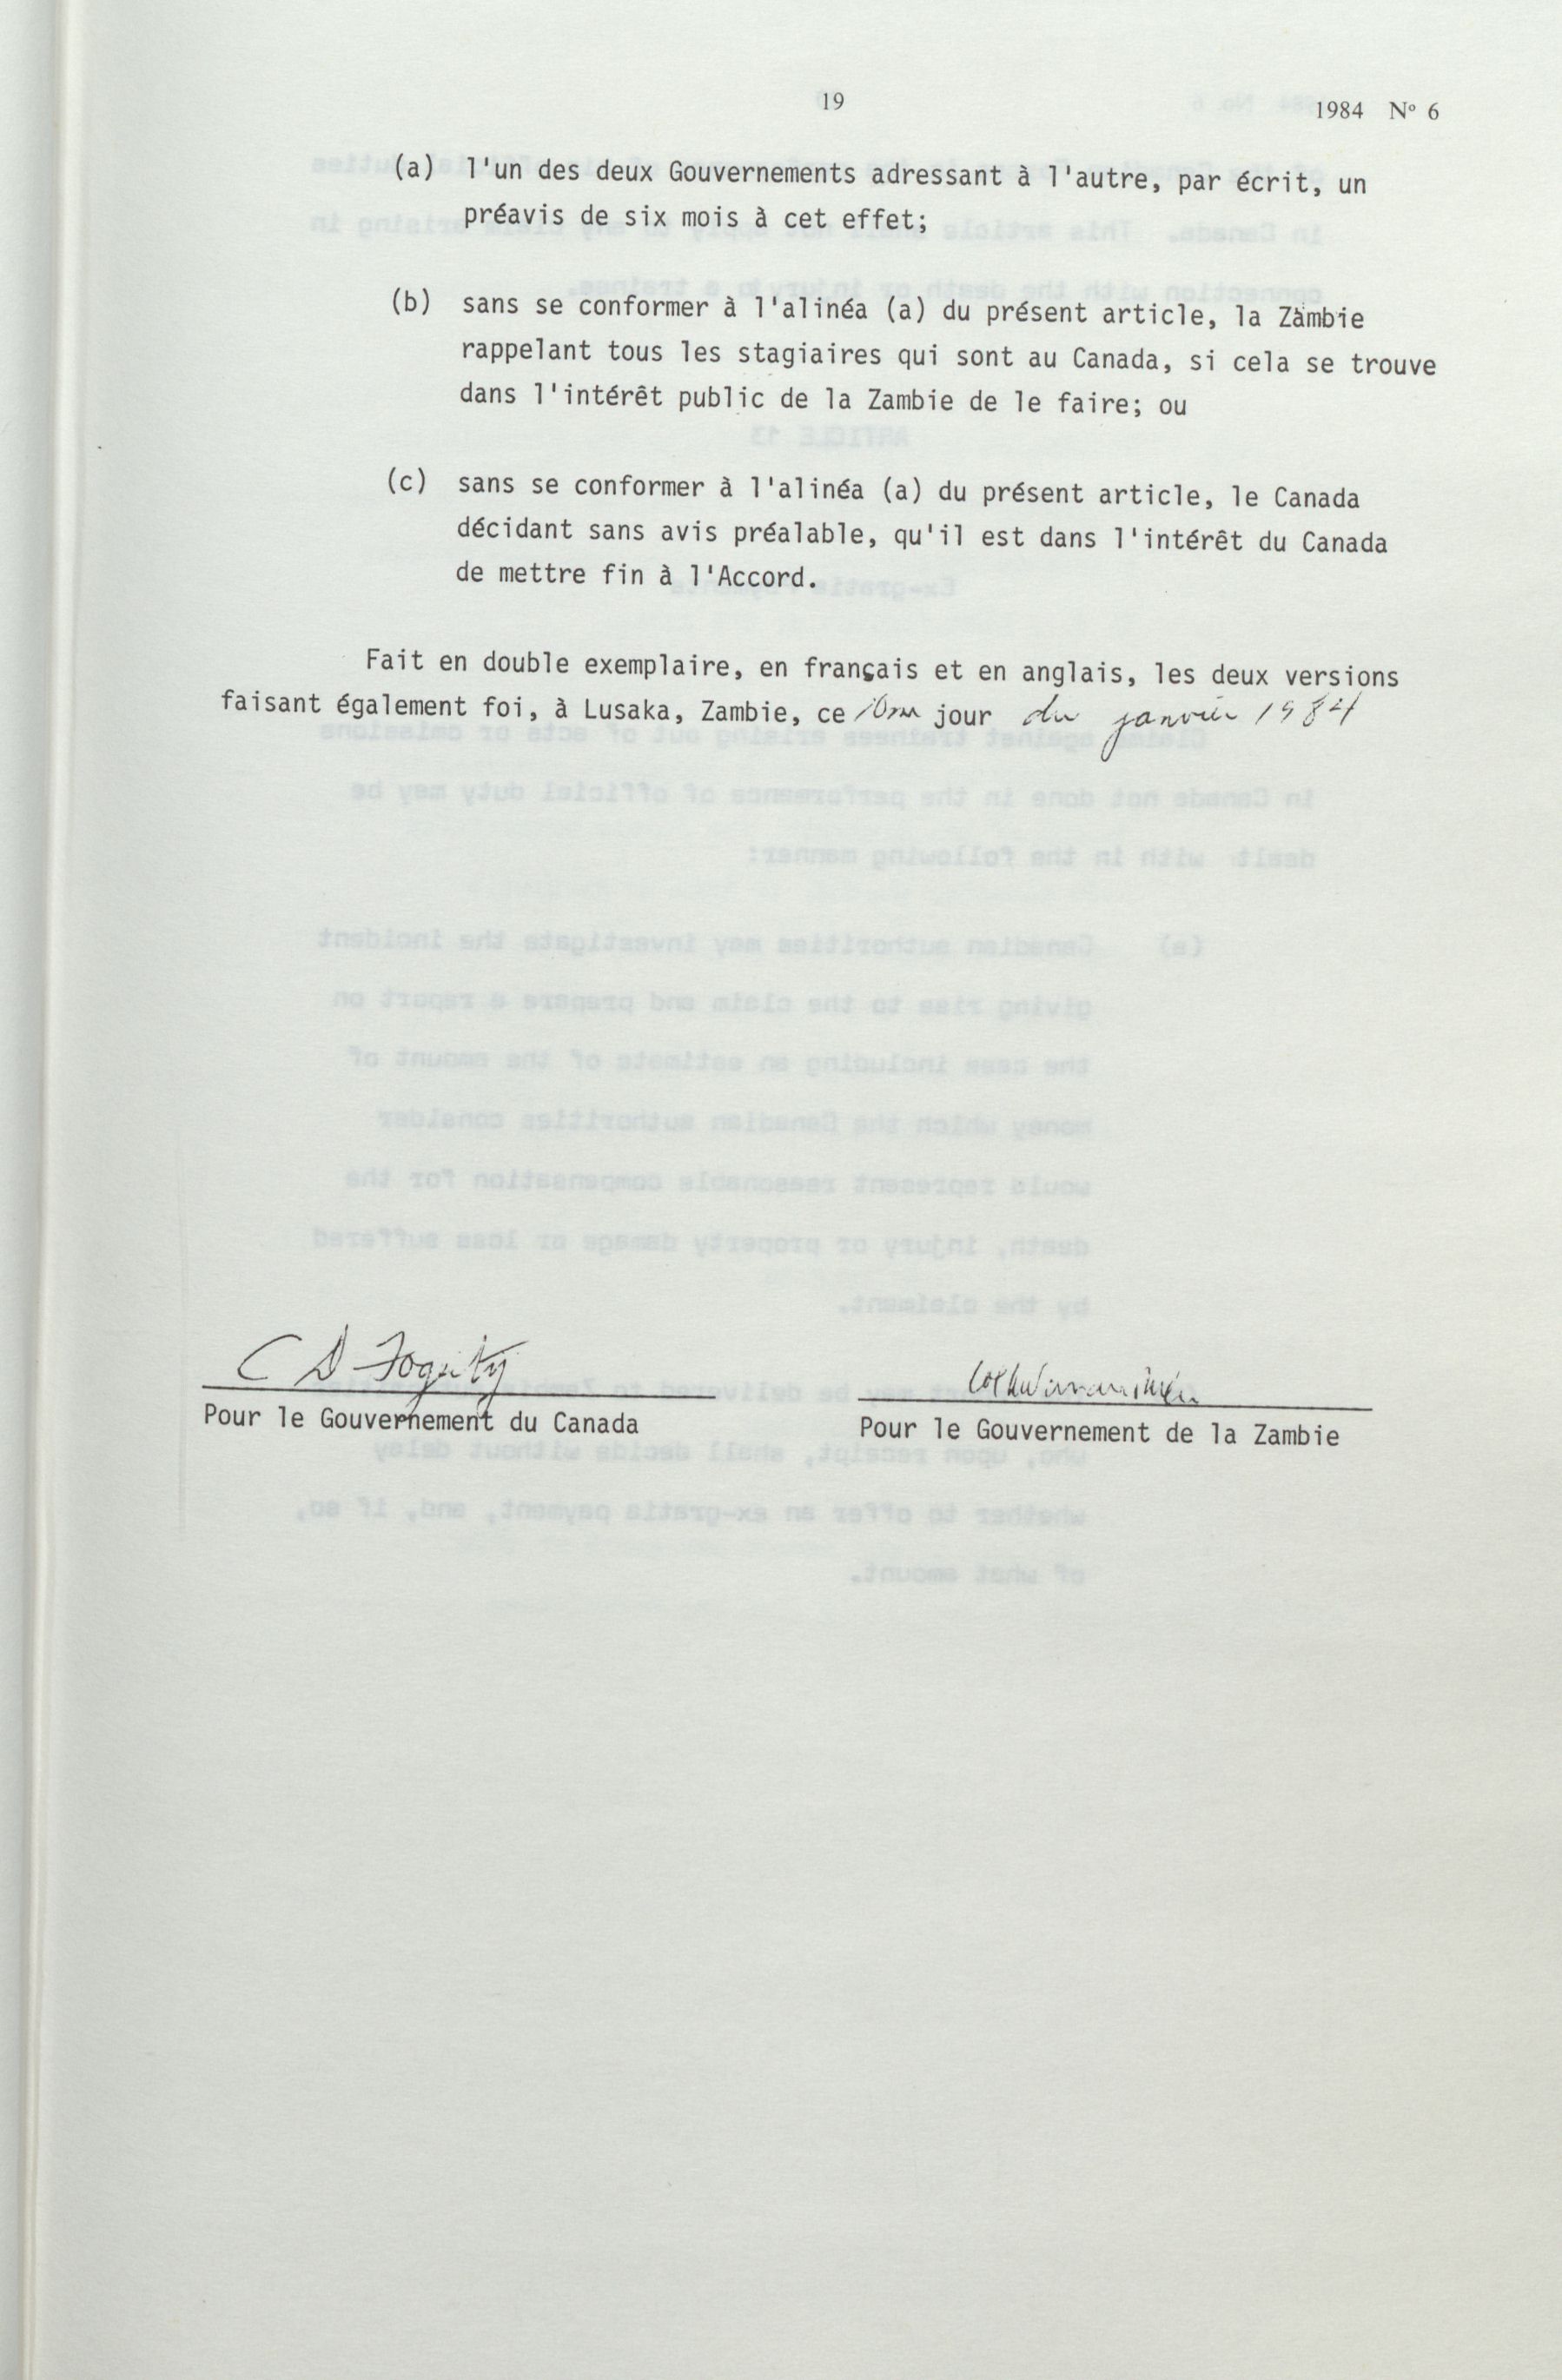 19
1984 Nº 6
(a) l'un des deux Gouvernements adressant à l'autre, par écrit, un
préavis de six mois à cet effet;
(b) sans se conformer à l'alinéa (a) du présent article, la Zambie
rappelant tous les stagiaires qui sont au Canada, si cela se trouve
dans l'intérêt public de la Zambie de le faire; ou
(c) sans se conformer à l'alinéa (a) du présent article, le Canada
décidant sans avis préalable, qu'il est dans l'intérêt du Canada
de mettre fin à l'Accord.
Fait en double exemplaire, en français et en anglais, les deux versions
faisant également foi, à Lusaka, Zambie, ce jour du janvier 1984
C D Fogerty
Pour le Gouvernement du Canada
Pour le Gouvernement de la Zambie